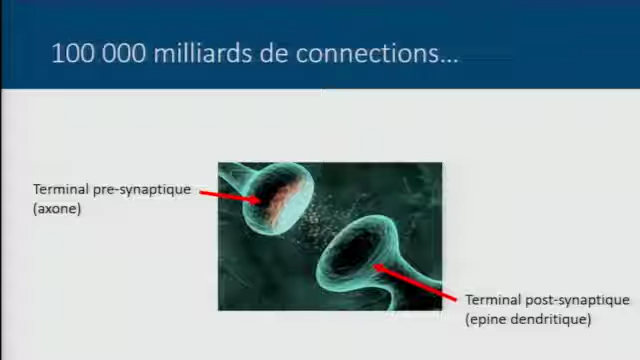 100 000 milliards de connections...
Terminal pre-synaptique
(axone)
Terminal post-synaptique
(epine dendritique)